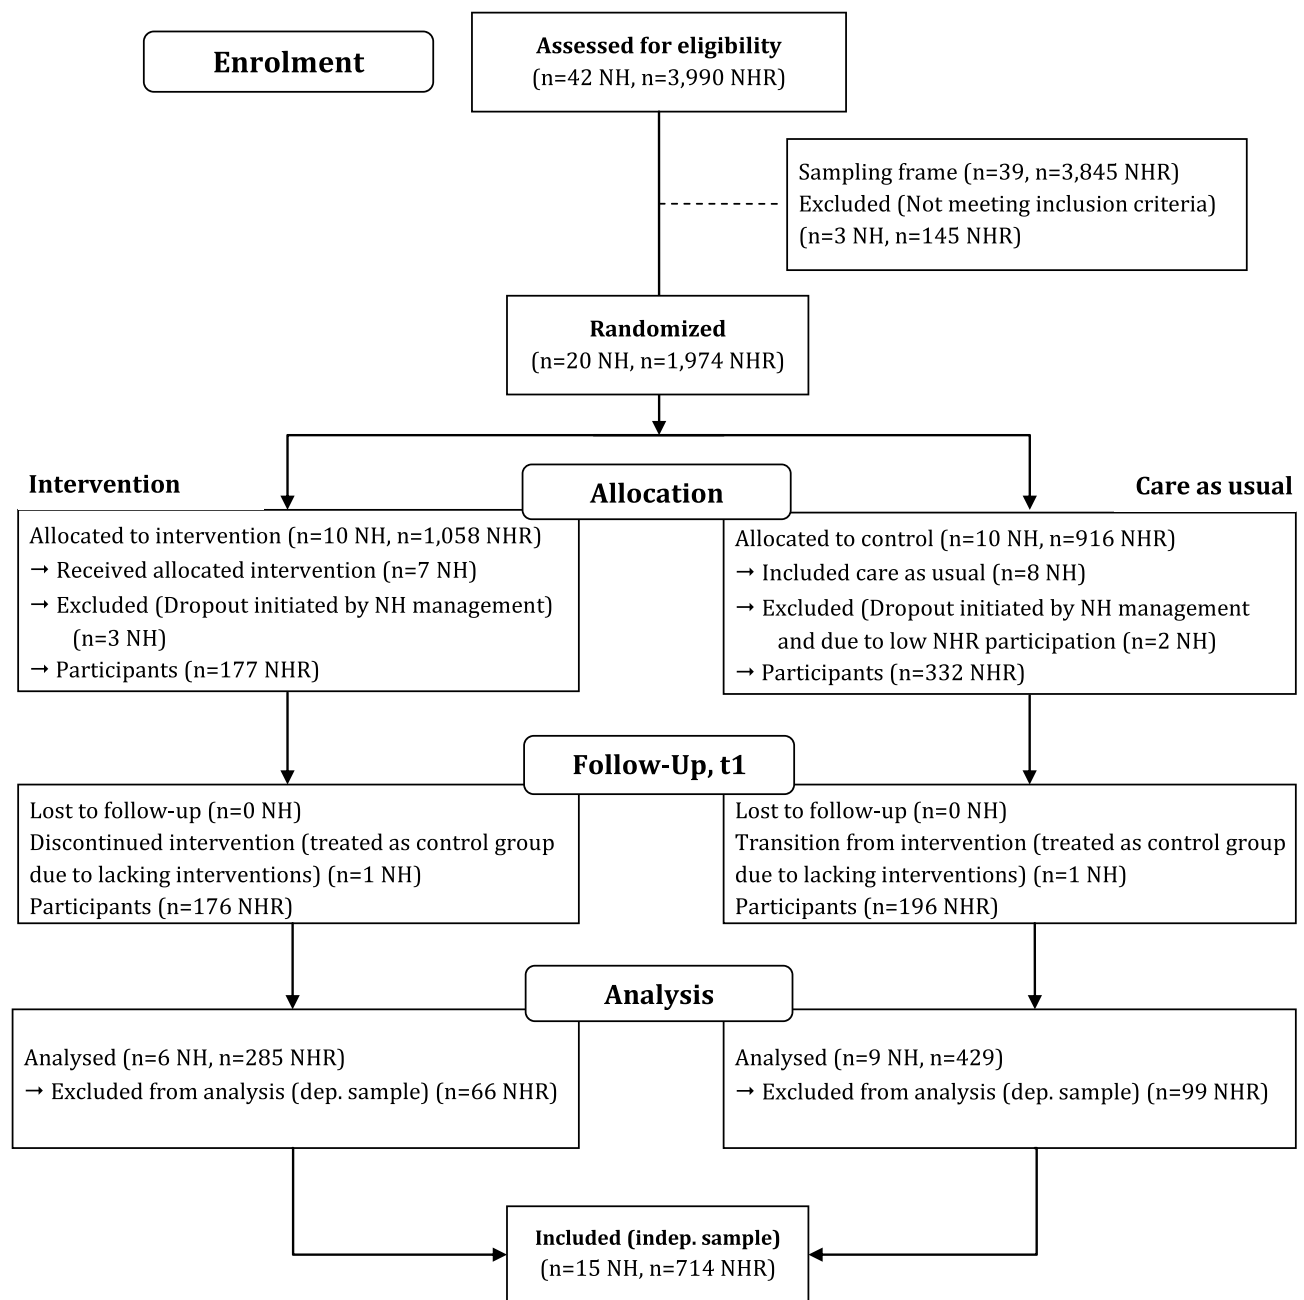 Enrolment
Assessed for eligibility
(n=42 NH, n=3,990 NHR)
Sampling frame (n=39, n=3,845 NHR)
Excluded (Not meeting inclusion criteria)
(n=3 NH, n=145 NHR)
Randomized
(n=20 NH, n=1,974 NHR)
Intervention
Allocation
Care as usual
Allocated to intervention (n=10 NH, n=1,058 NHR)
→ Received allocated intervention (n=7 NH)
→ Excluded (Dropout initiated by NH management)
(n=3 NH)
→ Participants (n=177 NHR)
Allocated to control (n=10 NH, n=916 NHR)
→ Included care as usual (n=8 NH)
→ Excluded (Dropout initiated by NH management
and due to low NHR participation (n=2 NH)
→ Participants (n=332 NHR)
Follow-Up, t1
Lost to follow-up (n=0 NH)
Discontinued intervention (treated as control group
due to lacking interventions) (n=1 NH)
Participants (n=176 NHR)
Lost to follow-up (n=0 NH)
Transition from intervention (treated as control group
due to lacking interventions) (n=1 NH)
Participants (n=196 NHR)
Analysis
Analysed (n=6 NH, n=285 NHR)
→ Excluded from analysis (dep. sample) (n=66 NHR)
Analysed (n=9 NH, n=429)
→ Excluded from analysis (dep. sample) (n=99 NHR)
Included (indep. sample)
(n=15 NH, n=714 NHR)